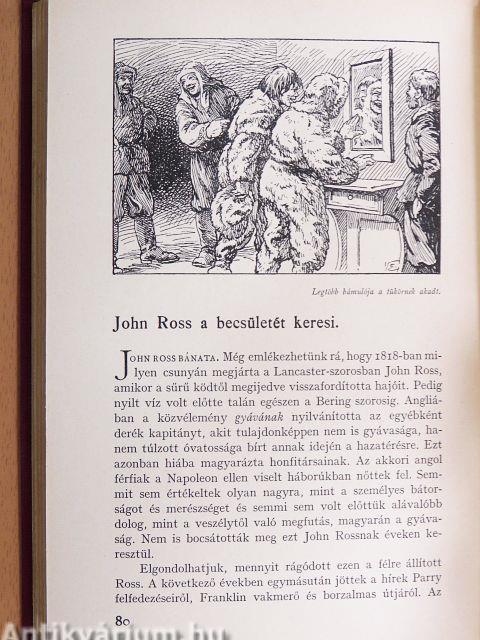 Legtöbb bámulója a tükörnek akadt.
John Ross a becsületét keresi.
JOHN ROSS BÁNATA. Még emlékezhetünk rá, hogy 1818-ban mi-
lyen csunyán megjárta a Lancaster-szorosban John Ross,
amikor a sürű ködtől megijedve visszafordította hajóit. Pedig
nyilt víz volt előtte talán egészen a Bering szorosig. Angliá-
ban a közvélemény gyávának nyilvánította az egyébként
derék kapitányt, akit tulajdonképpen nem is gyávasága, ha-
nem túlzott óvatossága bírt annak idején a hazatérésre. Ezt
azonban hiába magyarázta honfitársainak. Az akkori angol
férfiak a Napoleon ellen viselt háborúkban nőttek fel. Sem-
mit sem értékeltek olyan nagyra, mint a személyes bátor-
ságot és merészséget és semmi sem volt előttük alávalóbb
dolog, mint a veszélytől való megfutás, magyarán a gyáva-
ság. Nem is bocsátották meg ezt John Rossnak éveken ke-
resztül.
Elgondolhatjuk, mennyit rágódott ezen a félre állított
Ross. A következő években egymásután jöttek a hírek Parry
felfedezéseiről, Franklin vakmerő és borzalmas útjáról. Az
80
Antikvárium.hu